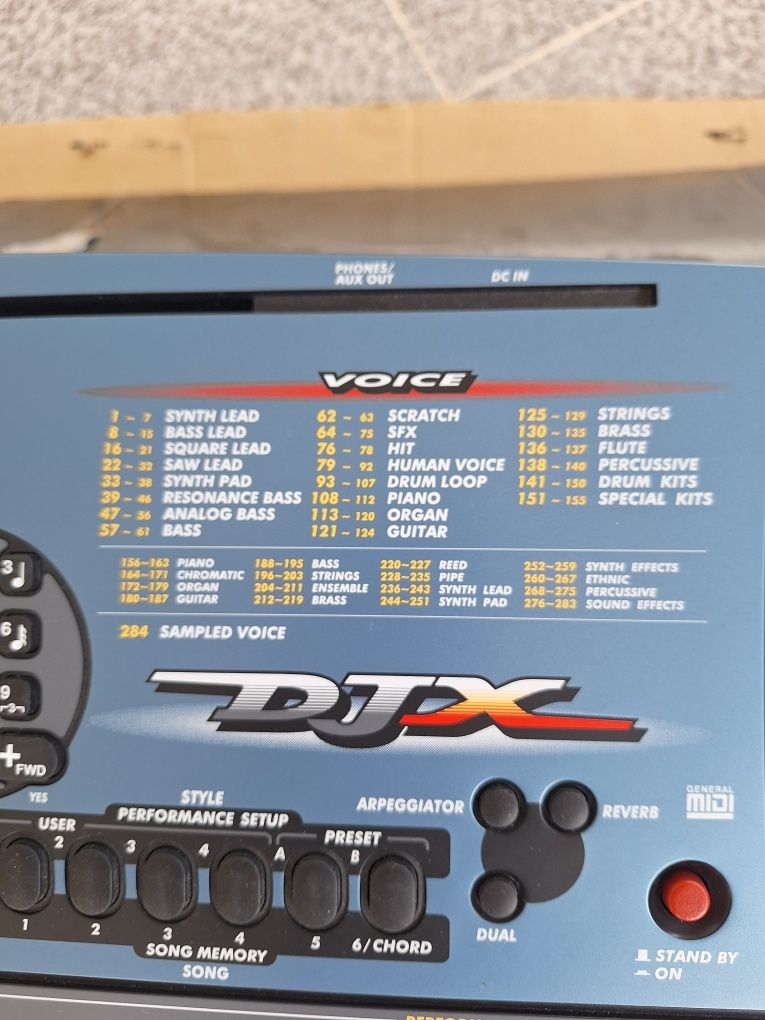 PHONES/
AUX OUT
DC IN
VOICE
1 ~ 7 SYNTH LEAD
8 ~ 15 BASS LEAD
16 ~ 21 SQUARE LEAD
22 ~ 32 SAW LEAD
33 ~ 38 SYNTH PAD
39 ~ 46 RESONANCE BASS
47 ~ 56 ANALOG BASS
57 ~ 61 BASS
62 ~ 63 SCRATCH
64 ~ 75 SFX
76 ~ 78 HIT
79 ~ 92 HUMAN VOICE
93 ~ 107 DRUM LOOP
108 ~ 112 PIANO
113 ~ 120 ORGAN
121 ~ 124 GUITAR
125 ~ 129 STRINGS
130 ~ 135 BRASS
136 ~ 137 FLUTE
138 ~ 140 PERCUSSIVE
141 ~ 150 DRUM KITS
151 ~ 155 SPECIAL KITS
156~163 PIANO
164~171 CHROMATIC
172~179 ORGAN
180~187 GUITAR
188~195 BASS
196~203 STRINGS
204~211 ENSEMBLE
212~219 BRASS
220~227 REED
228~235 PIPE
236~243 SYNTH LEAD
244~251 SYNTH PAD
252~259 SYNTH EFFECTS
260~267 ETHNIC
268~275 PERCUSSIVE
276~283 SOUND EFFECTS
284 SAMPLED VOICE
DJX
3
6
9
3
+ FWD
YES
STYLE
PERFORMANCE SETUP
USER
PRESET
2 3 4 A B
1 2 3 4 5 6/CHORD
SONG MEMORY
SONG
ARPEGGIATOR
REVERB
DUAL
GENERAL
MIDI
STAND BY
ON